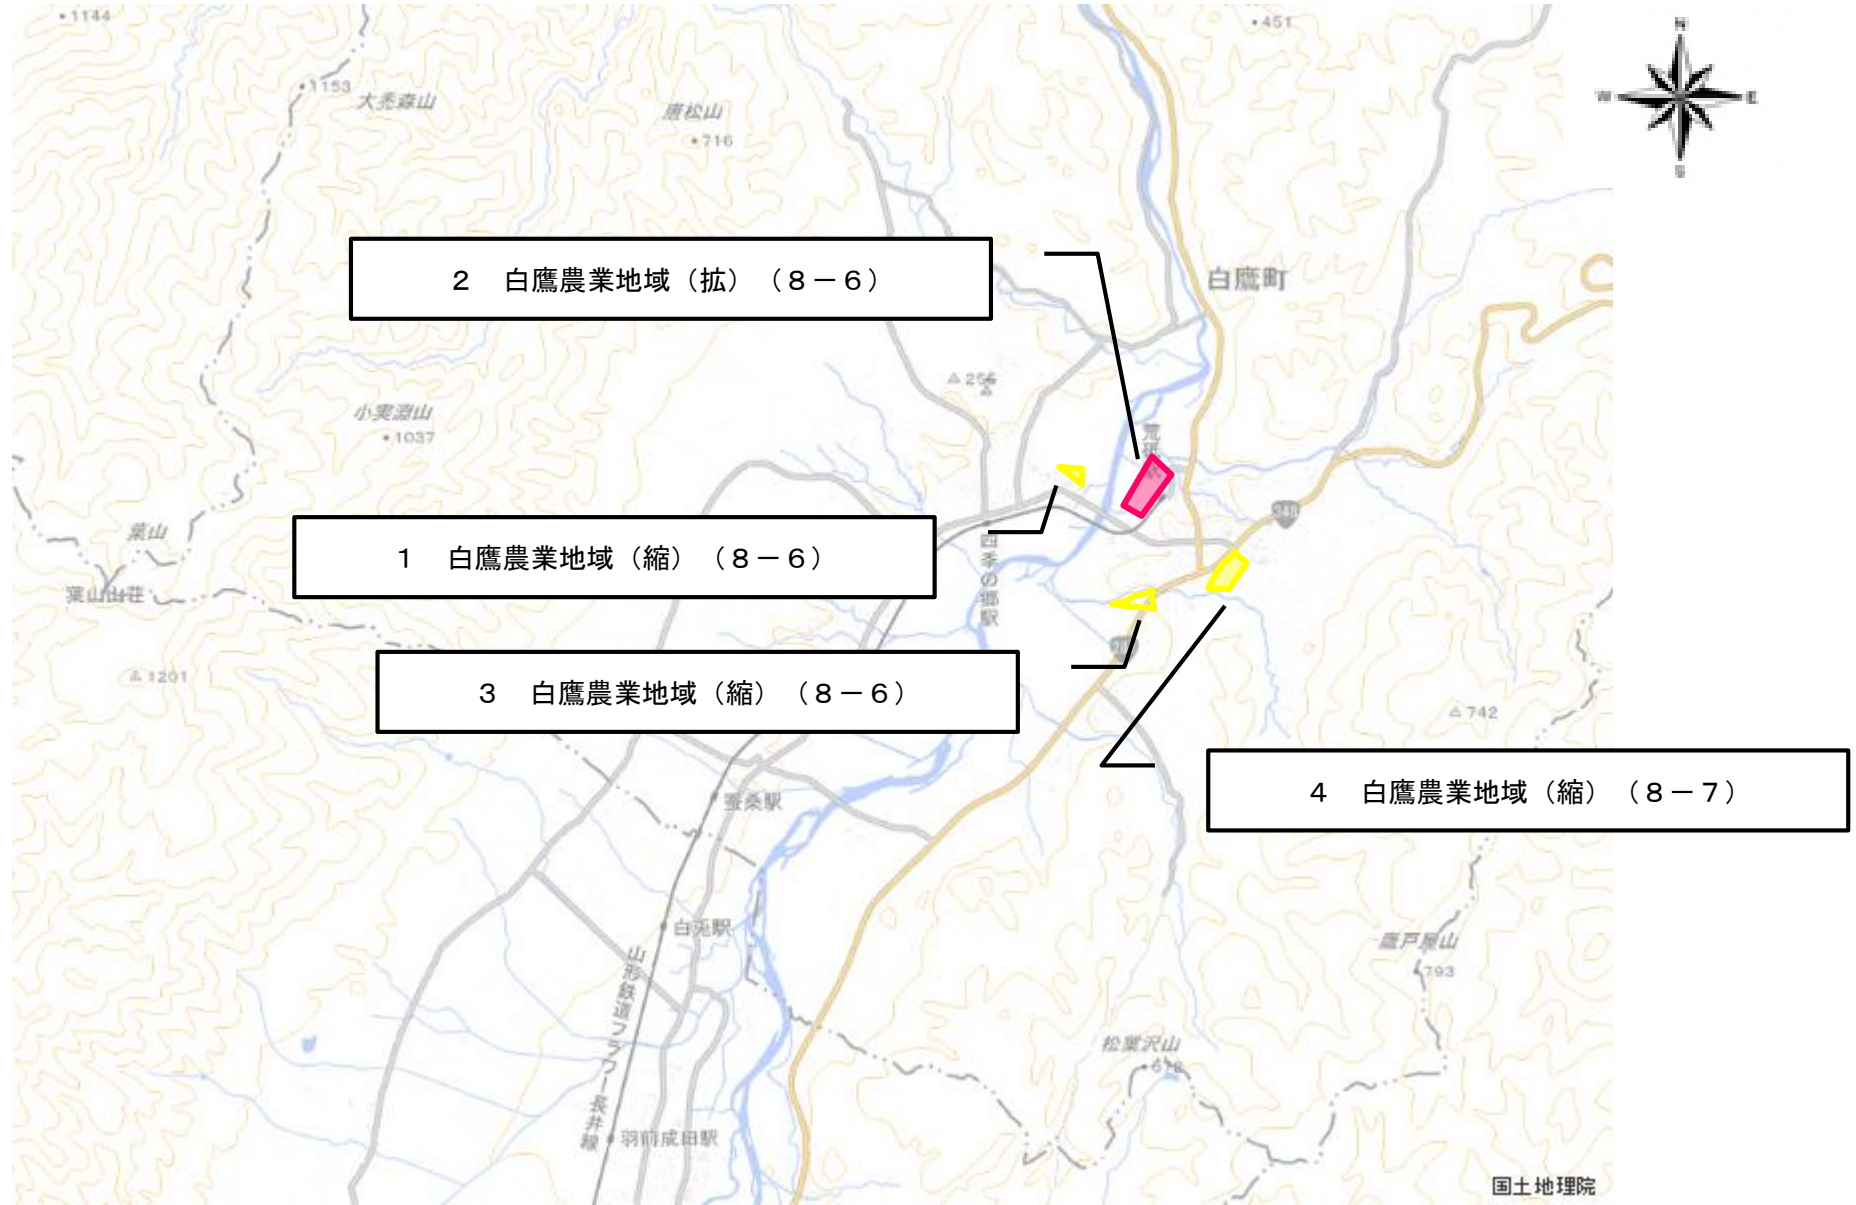 1144
451
N
1153
大禿森山
唐松山
W
E
716
S
2 白鷹農業地域（拡）（８－６）
白鷹町
256
小実淵山
1037
348
葉山
1 白鷹農業地域（縮）（８－６）
四季の郷駅
葉山山荘
1201
3 白鷹農業地域（縮）（８－６）
742
4 白鷹農業地域（縮）（８－７）
蚕桑駅
白兎駅
山形鉄道フラワー長井線
鷹戸屋山
793
松葉沢山
羽前成田駅
国土地理院